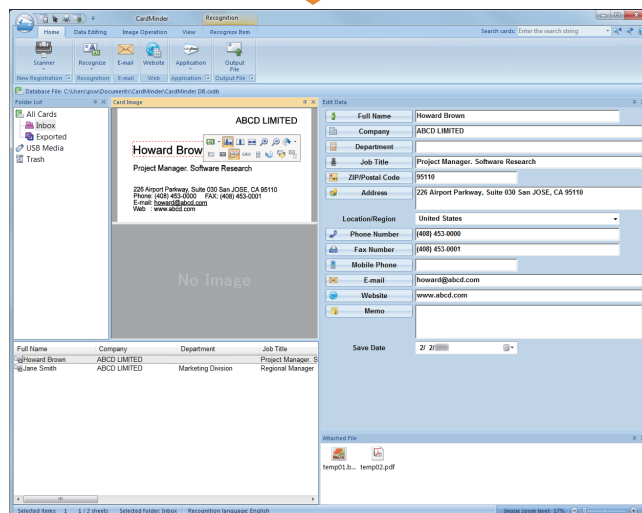 CardMinder
Recognition
Home Data Editing Image Operation View Recognize Item
Search cards: Enter the search string
Scanner Recognize E-mail Website Application Output File
New Registration Recognition E-mail Web Application Output File
Database File: C:\Users\psw\Documents\CardMinder\CardMinder DB.cxdb
Folder List
All Cards
Inbox
Exported
USB Media
Trash
Card Image
ABCD LIMITED
Howard Brow
Project Manager. Software Research
226 Airport Parkway, Suite 030 San JOSE, CA 95110
Phone: (408) 453-0000 FAX: (408) 453-0001
E-mail: howard@abcd.com
Web : www.abcd.com
No Image
Edit Data
Full Name Howard Brown
Company ABCD LIMITED
Department
Job Title Project Manager. Software Research
ZIP/Postal Code 95110
Address 226 Airport Parkway, Suite 030 San JOSE, CA 95110
Location/Region United States
Phone Number (408) 453-0000
Fax Number (408) 453-0001
Mobile Phone
E-mail howard@abcd.com
Website www.abcd.com
Memo
Save Date 2/ 2/
Full Name Company Department Job Title
Howard Brown ABCD LIMITED Project Manager. S
Jane Smith ABCD LIMITED Marketing Division Regional Manager
Attached File
temp01.b... temp02.pdf
Selected items: 1 1 / 2 sheets Selected folder: Inbox Recognition language: English Image zoom level: 17%